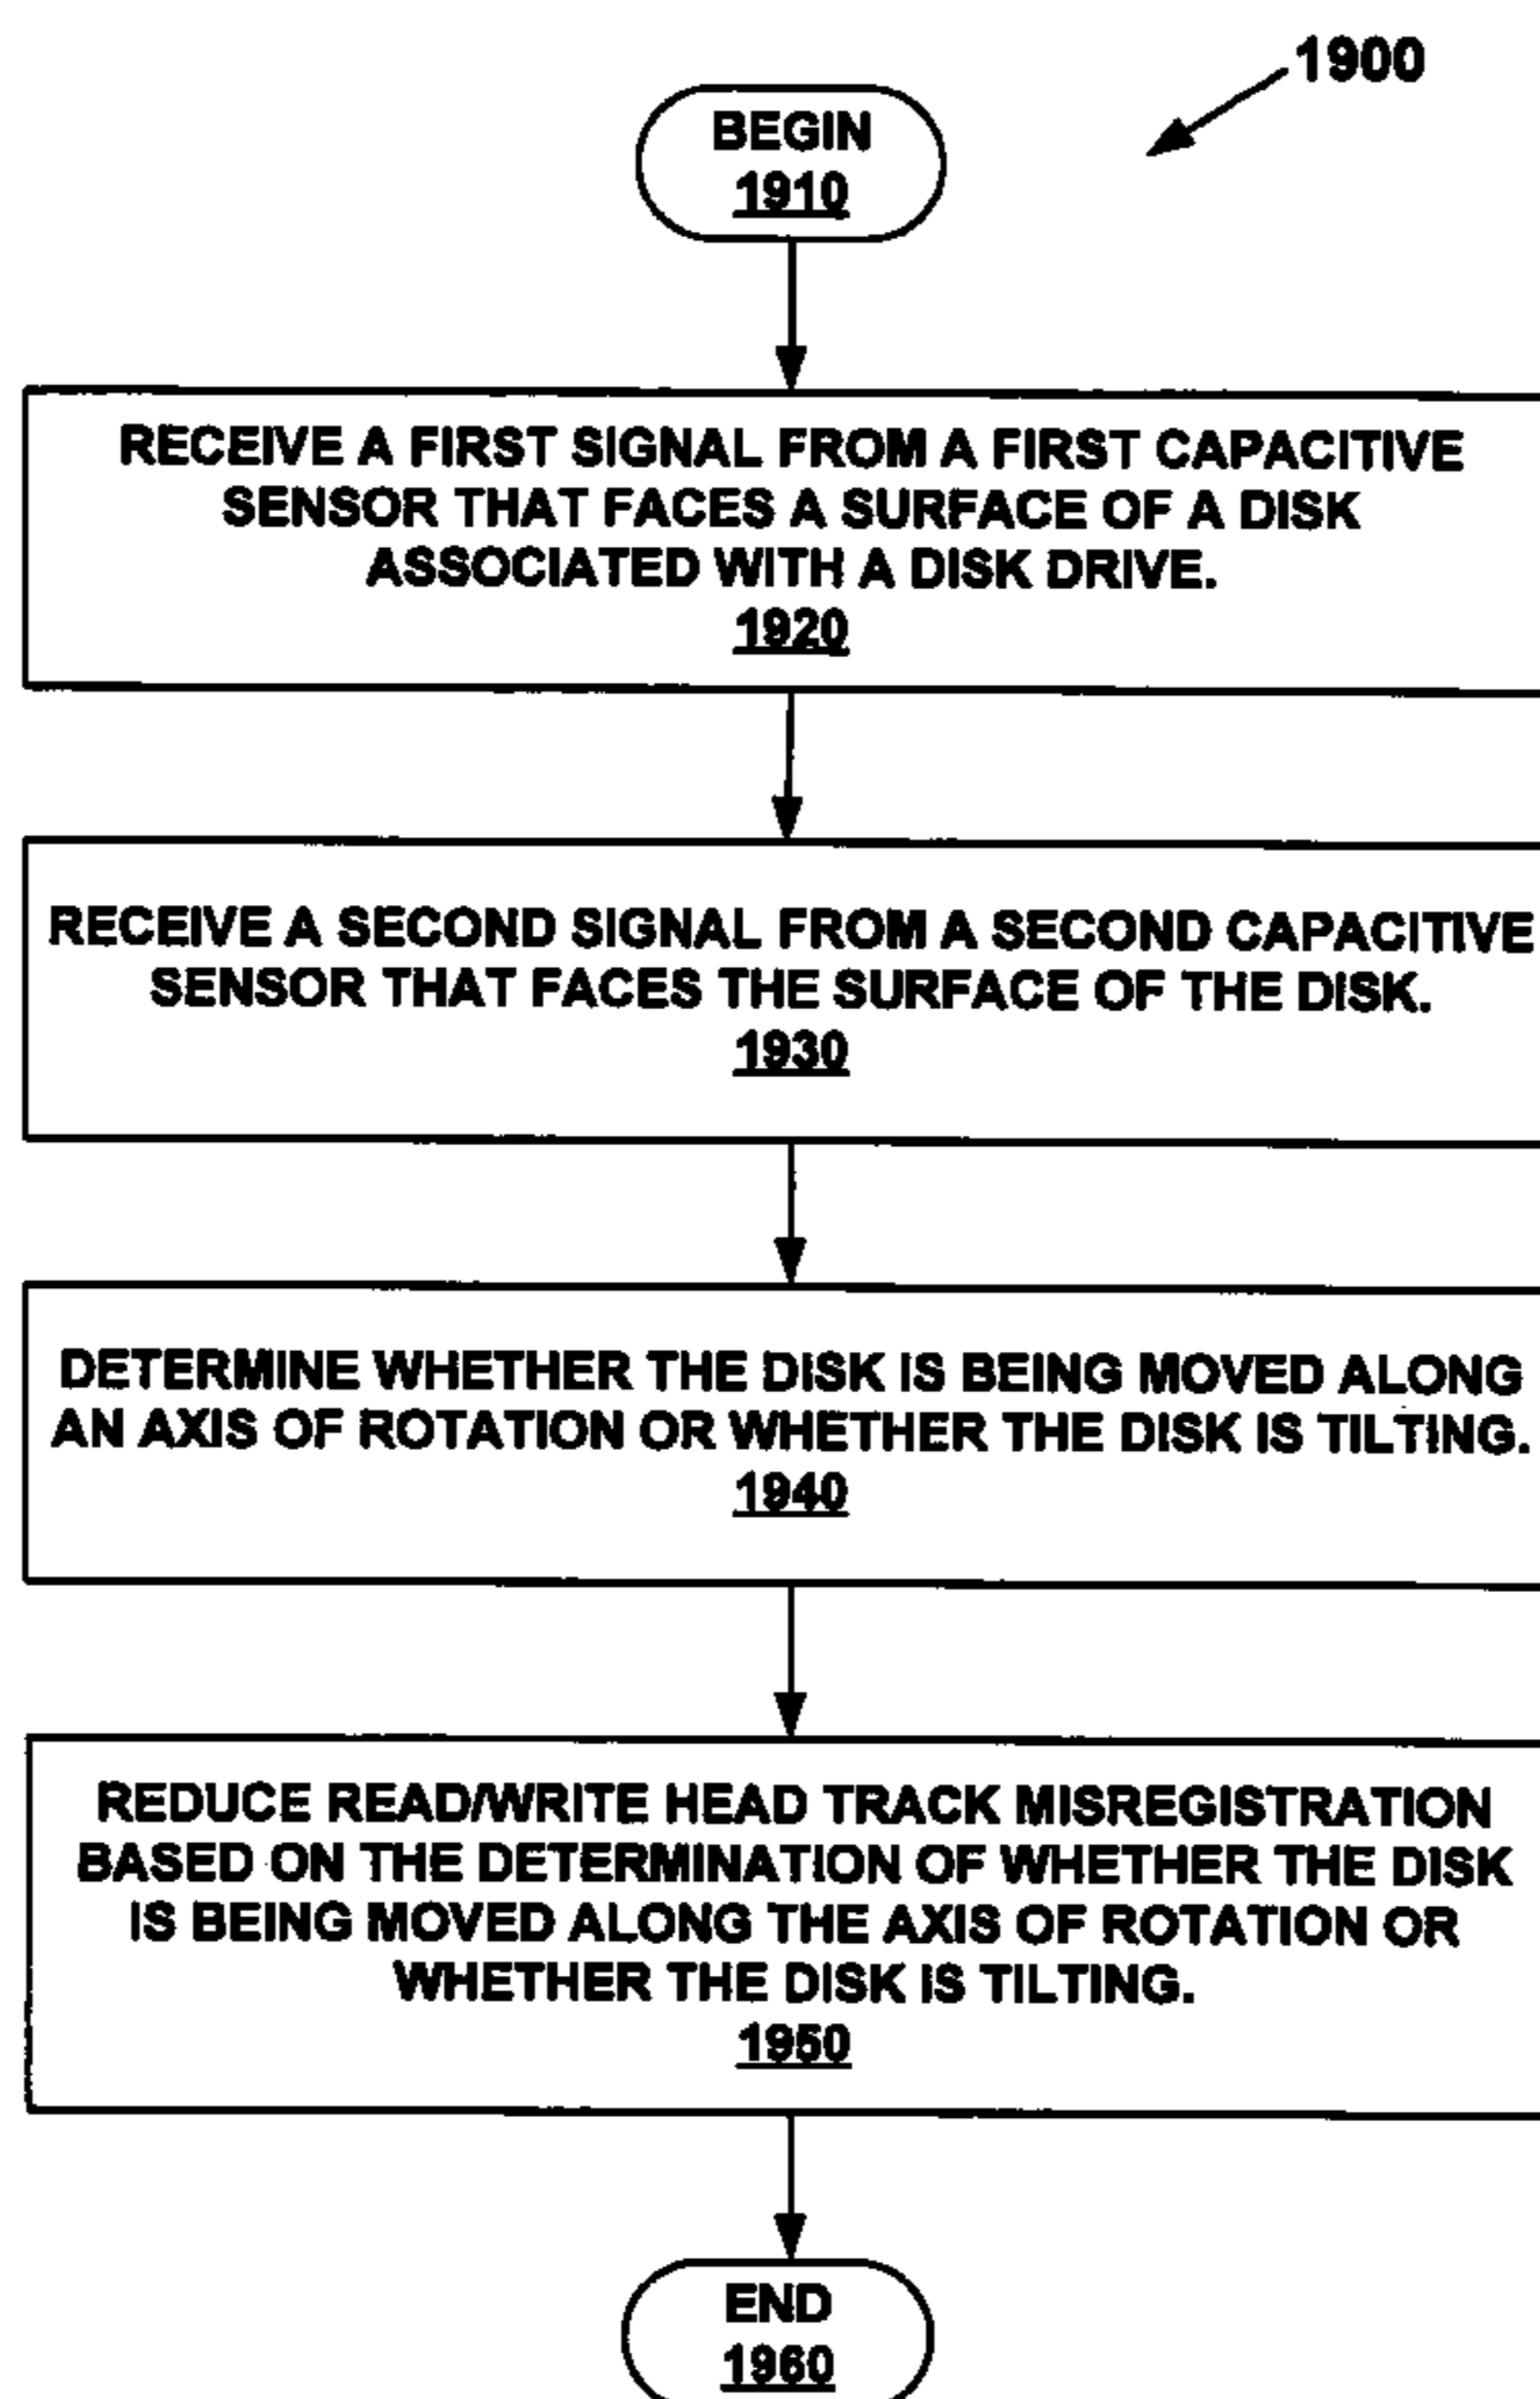 1900
BEGIN
1910
RECEIVE A FIRST SIGNAL FROM A FIRST CAPACITIVE
SENSOR THAT FACES A SURFACE OF A DISK
ASSOCIATED WITH A DISK DRIVE.
1920
RECEIVE A SECOND SIGNAL FROM A SECOND CAPACITIVE
SENSOR THAT FACES THE SURFACE OF THE DISK.
1930
DETERMINE WHETHER THE DISK IS BEING MOVED ALONG
AN AXIS OF ROTATION OR WHETHER THE DISK IS TILTING.
1940
REDUCE READ/WRITE HEAD TRACK MISREGISTRATION
BASED ON THE DETERMINATION OF WHETHER THE DISK
IS BEING MOVED ALONG THE AXIS OF ROTATION OR
WHETHER THE DISK IS TILTING.
1950
END
1960